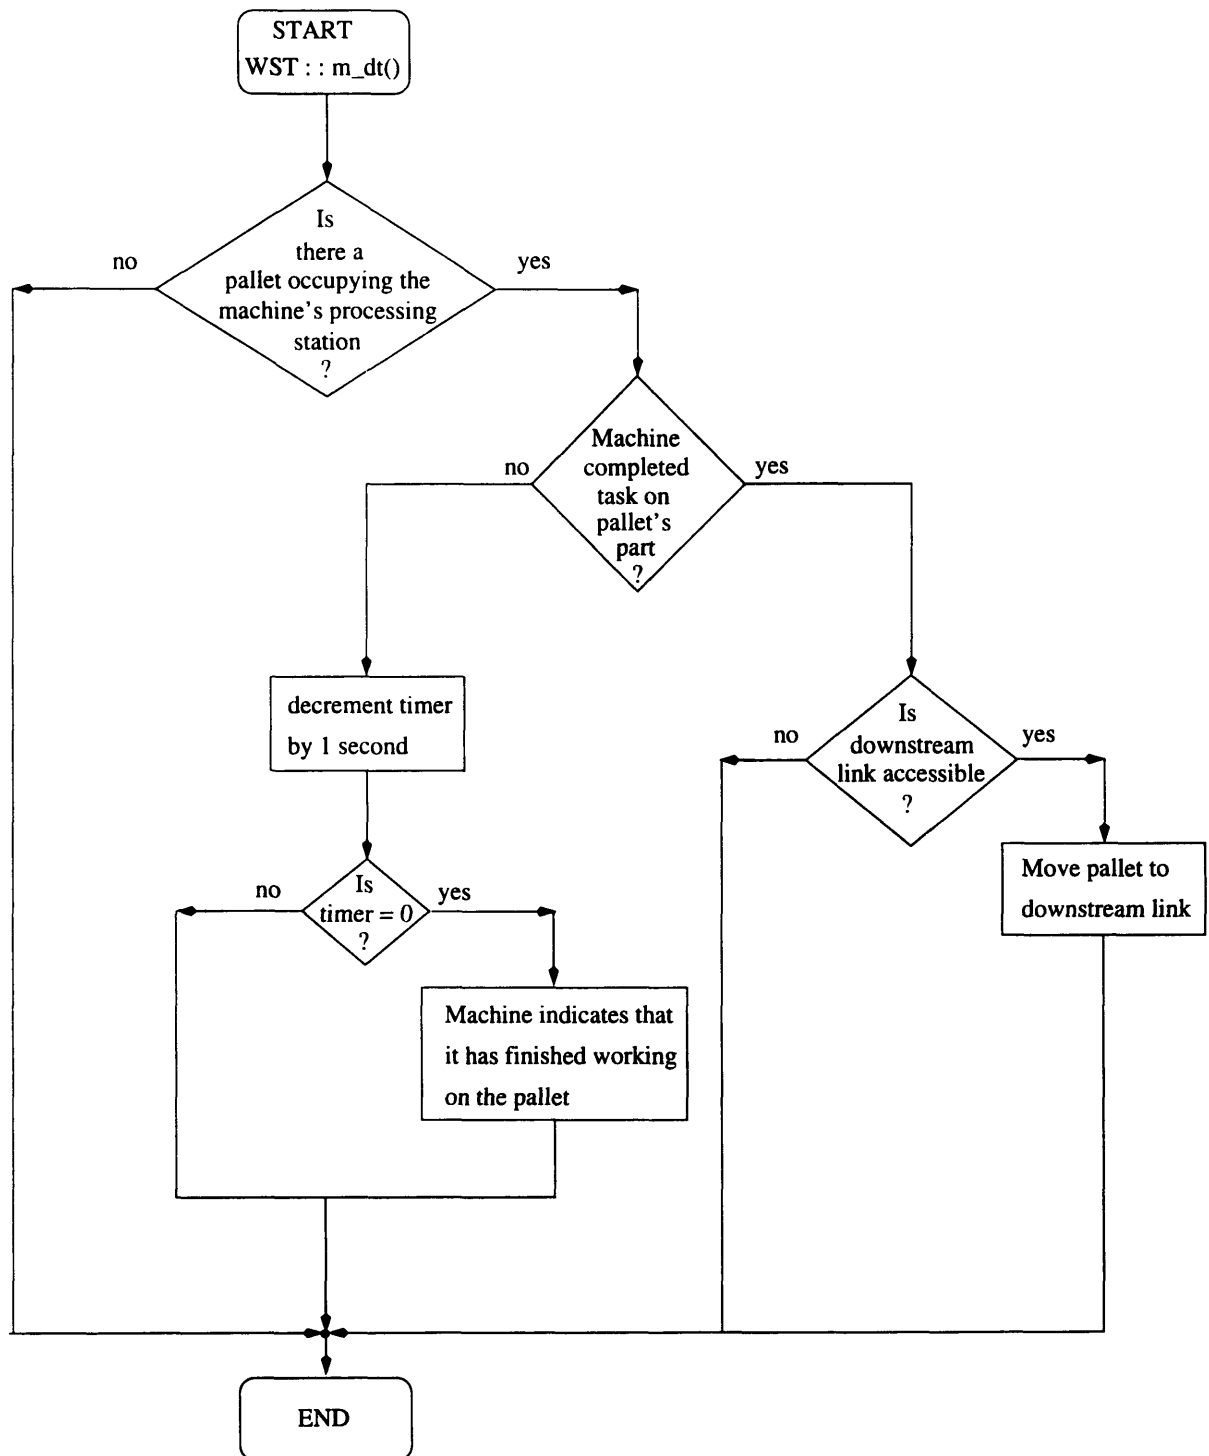 START
WST : : m_dt()
Is
there a
pallet occupying the
machine's processing
station
?
no
yes
Machine
completed
task on
pallet's
part
?
no
yes
decrement timer
by 1 second
Is
downstream
link accessible
?
no
yes
Move pallet to
downstream link
Is
timer = 0
?
no
yes
Machine indicates that
it has finished working
on the pallet
END